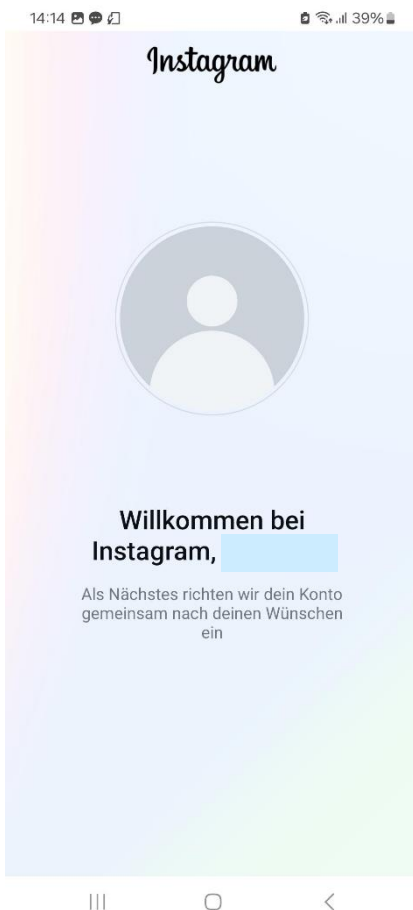 14:14 39%
Instagram
Willkommen bei
Instagram,
Als Nächstes richten wir dein Konto
gemeinsam nach deinen Wünschen
ein